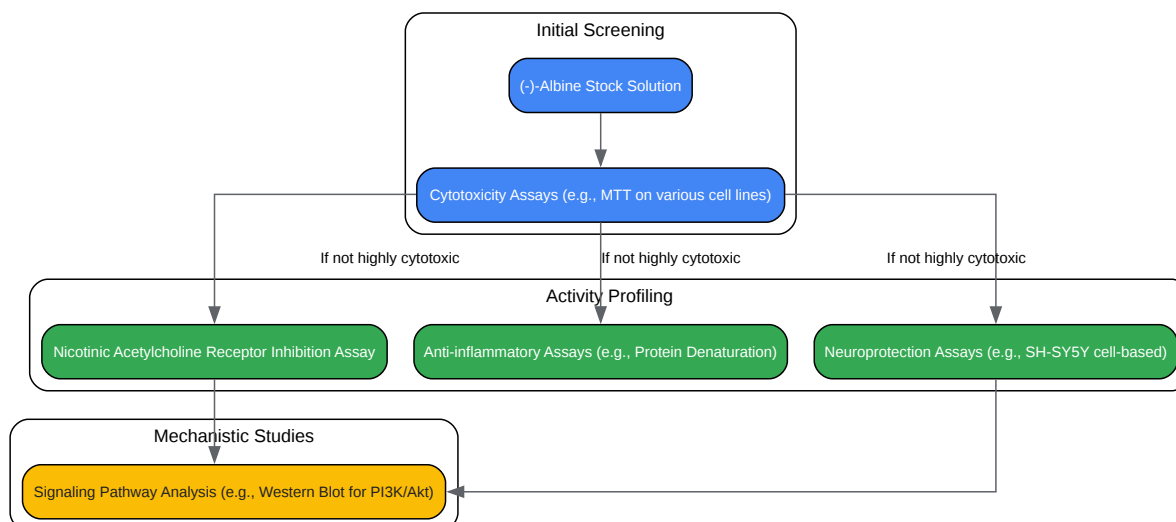 Initial Screening
(-)-Albine Stock Solution
Cytotoxicity Assays (e.g., MTT on various cell lines)
If not highly cytotoxic
If not highly cytotoxic
If not highly cytotoxic
Activity Profiling
Nicotinic Acetylcholine Receptor Inhibition Assay
Anti-inflammatory Assays (e.g., Protein Denaturation)
Neuroprotection Assays (e.g., SH-SY5Y cell-based)
Mechanistic Studies
Signaling Pathway Analysis (e.g., Western Blot for PI3K/Akt)